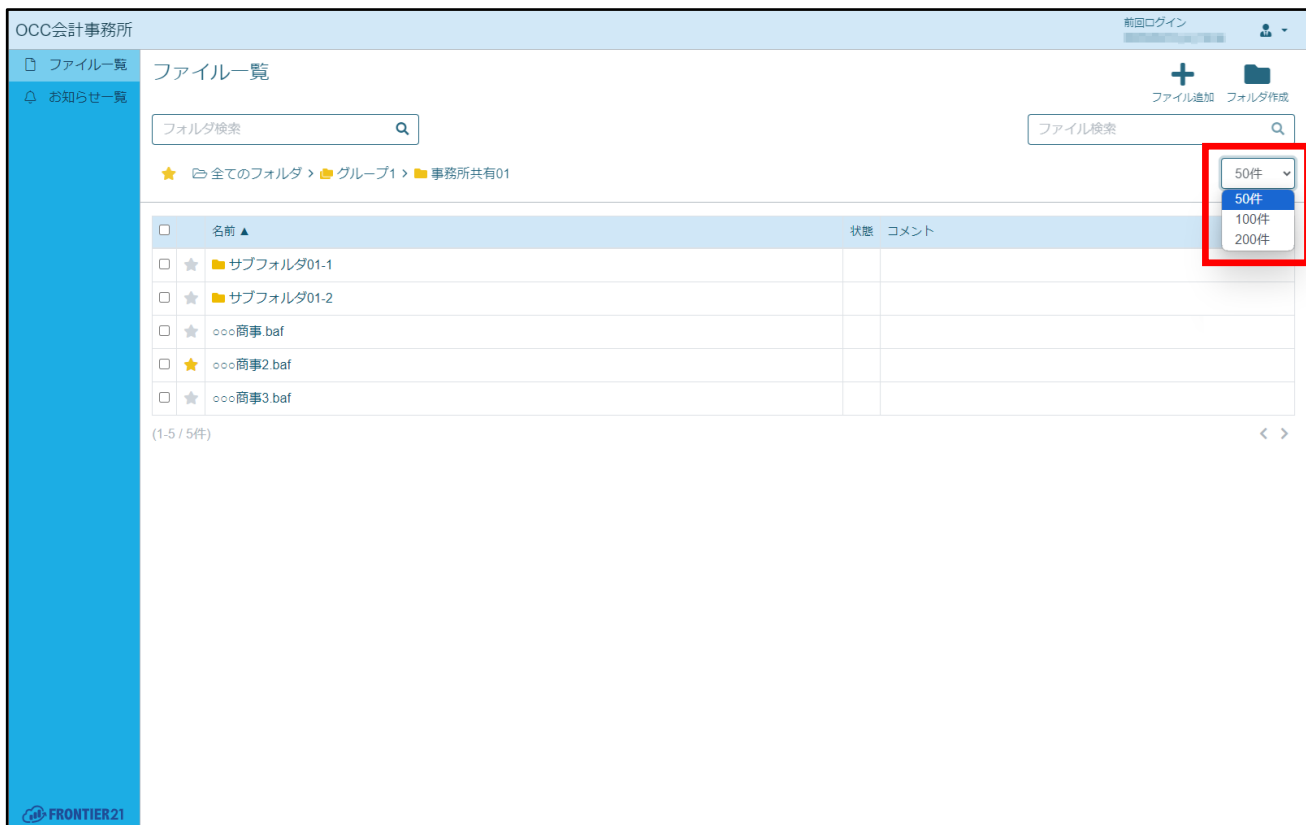 OCC会計事務所
前回ログイン
ファイル一覧
お知らせ一覧
ファイル一覧
ファイル追加 フォルダ作成
フォルダ検索
ファイル検索
全てのフォルダ › グループ1 › 事務所共有01
50件
50件
100件
200件
名前 ▲ 状態 コメント
サブフォルダ01-1
サブフォルダ01-2
○○○商事.baf
○○○商事2.baf
○○○商事3.baf
(1-5 / 5件)
FRONTIER21